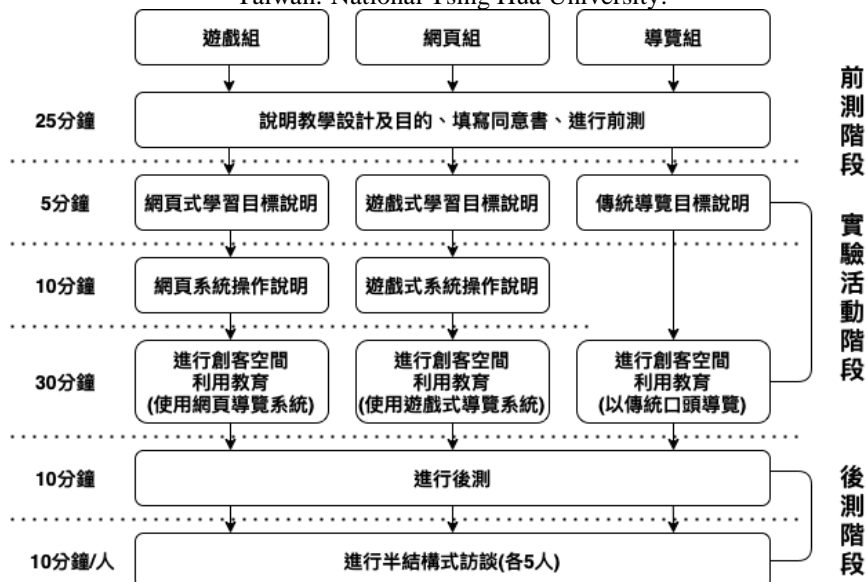 Taiwan: National Tsing Hua University.
遊戲組 網頁組 導覽組
25分鐘 說明教學設計及目的、填寫同意書、進行前測
前測階段
5分鐘 網頁式學習目標說明 遊戲式學習目標說明 傳統導覽目標說明
10分鐘 網頁系統操作說明 遊戲式系統操作說明
實驗活動階段
30分鐘
進行創客空間
利用教育
(使用網頁導覽系統)
進行創客空間
利用教育
(使用遊戲式導覽系統)
進行創客空間
利用教育
(以傳統口頭導覽)
10分鐘 進行後測
後測階段
10分鐘/人 進行半結構式訪談(各5人)